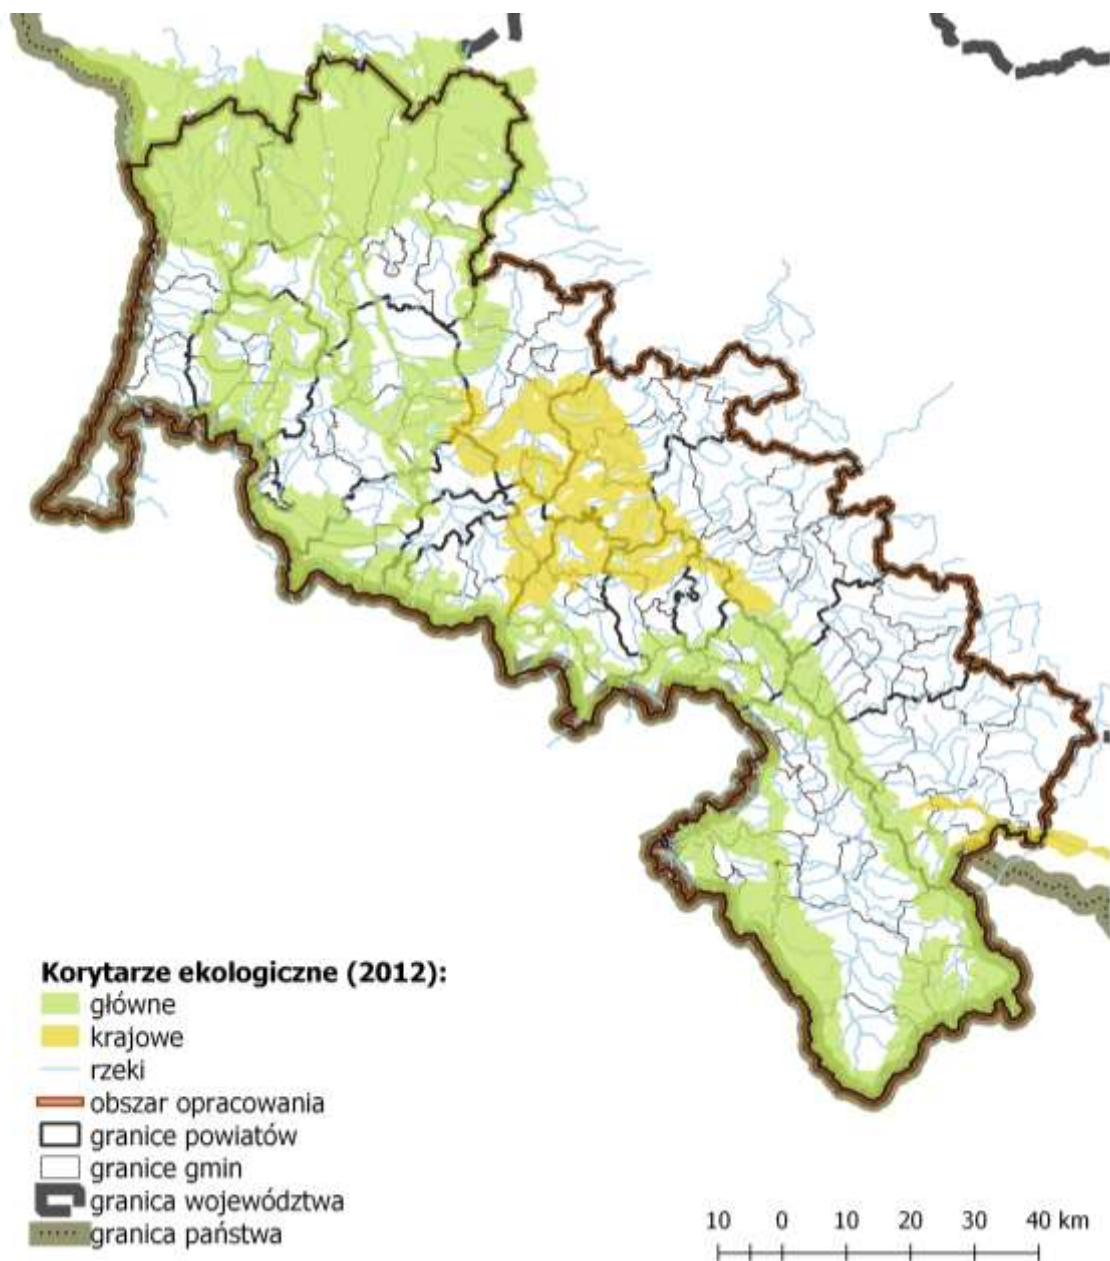 Korytarze ekologiczne (2012):
główne
krajowe
rzeki
obszar opracowania
granice powiatów
granice gmin
granica województwa
granica państwa
10 0 10 20 30 40 km